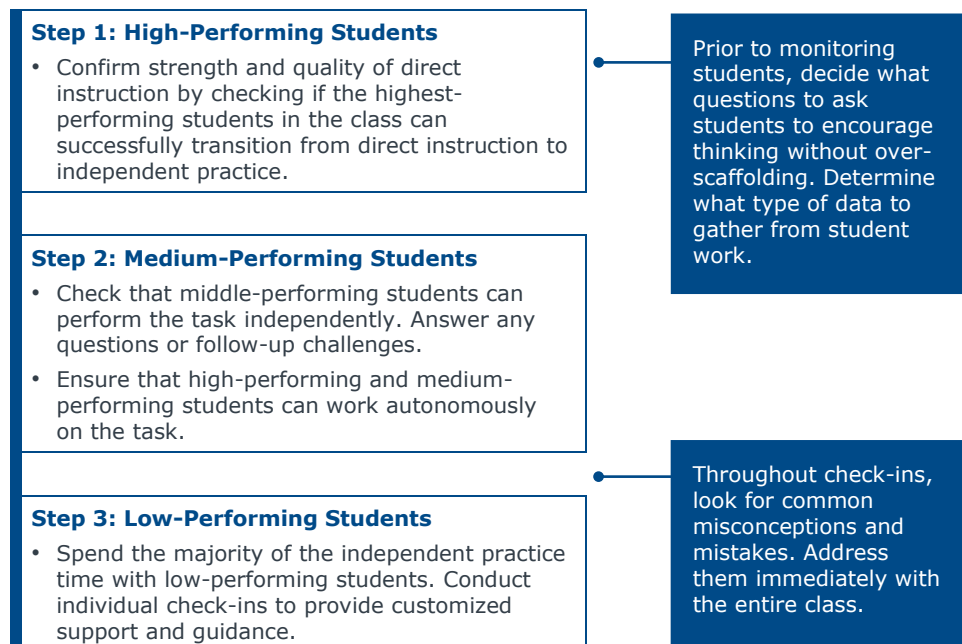 Step 1: High-Performing Students
• Confirm strength and quality of direct
instruction by checking if the highest-
performing students in the class can
successfully transition from direct instruction to
independent practice.
Prior to monitoring
students, decide what
questions to ask
students to encourage
thinking without over-
scaffolding. Determine
what type of data to
gather from student
work.
Step 2: Medium-Performing Students
• Check that middle-performing students can
perform the task independently. Answer any
questions or follow-up challenges.
• Ensure that high-performing and medium-
performing students can work autonomously
on the task.
Step 3: Low-Performing Students
• Spend the majority of the independent practice
time with low-performing students. Conduct
individual check-ins to provide customized
support and guidance.
Throughout check-ins,
look for common
misconceptions and
mistakes. Address
them immediately with
the entire class.